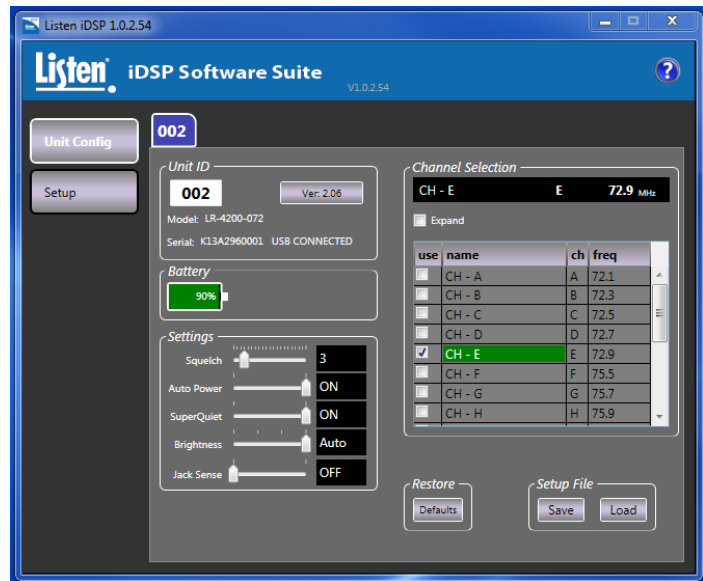 Listen iDSP 1.0.2.54
Listen iDSP Software Suite V1.0.2.54
?
Unit Config
Setup
002
Unit ID
002 Ver: 2.06
Model: LR-4200-072
Serial: K13A2960001 USB CONNECTED
Battery
90%
Settings
Squelch 3
Auto Power ON
SuperQuiet ON
Brightness Auto
Jack Sense OFF
Channel Selection
CH - E E 72.9 MHz
Expand
use name ch freq
CH - A A 72.1
CH - B B 72.3
CH - C C 72.5
CH - D D 72.7
CH - E E 72.9
CH - F F 75.5
CH - G G 75.7
CH - H H 75.9
Restore
Defaults
Setup File
Save Load